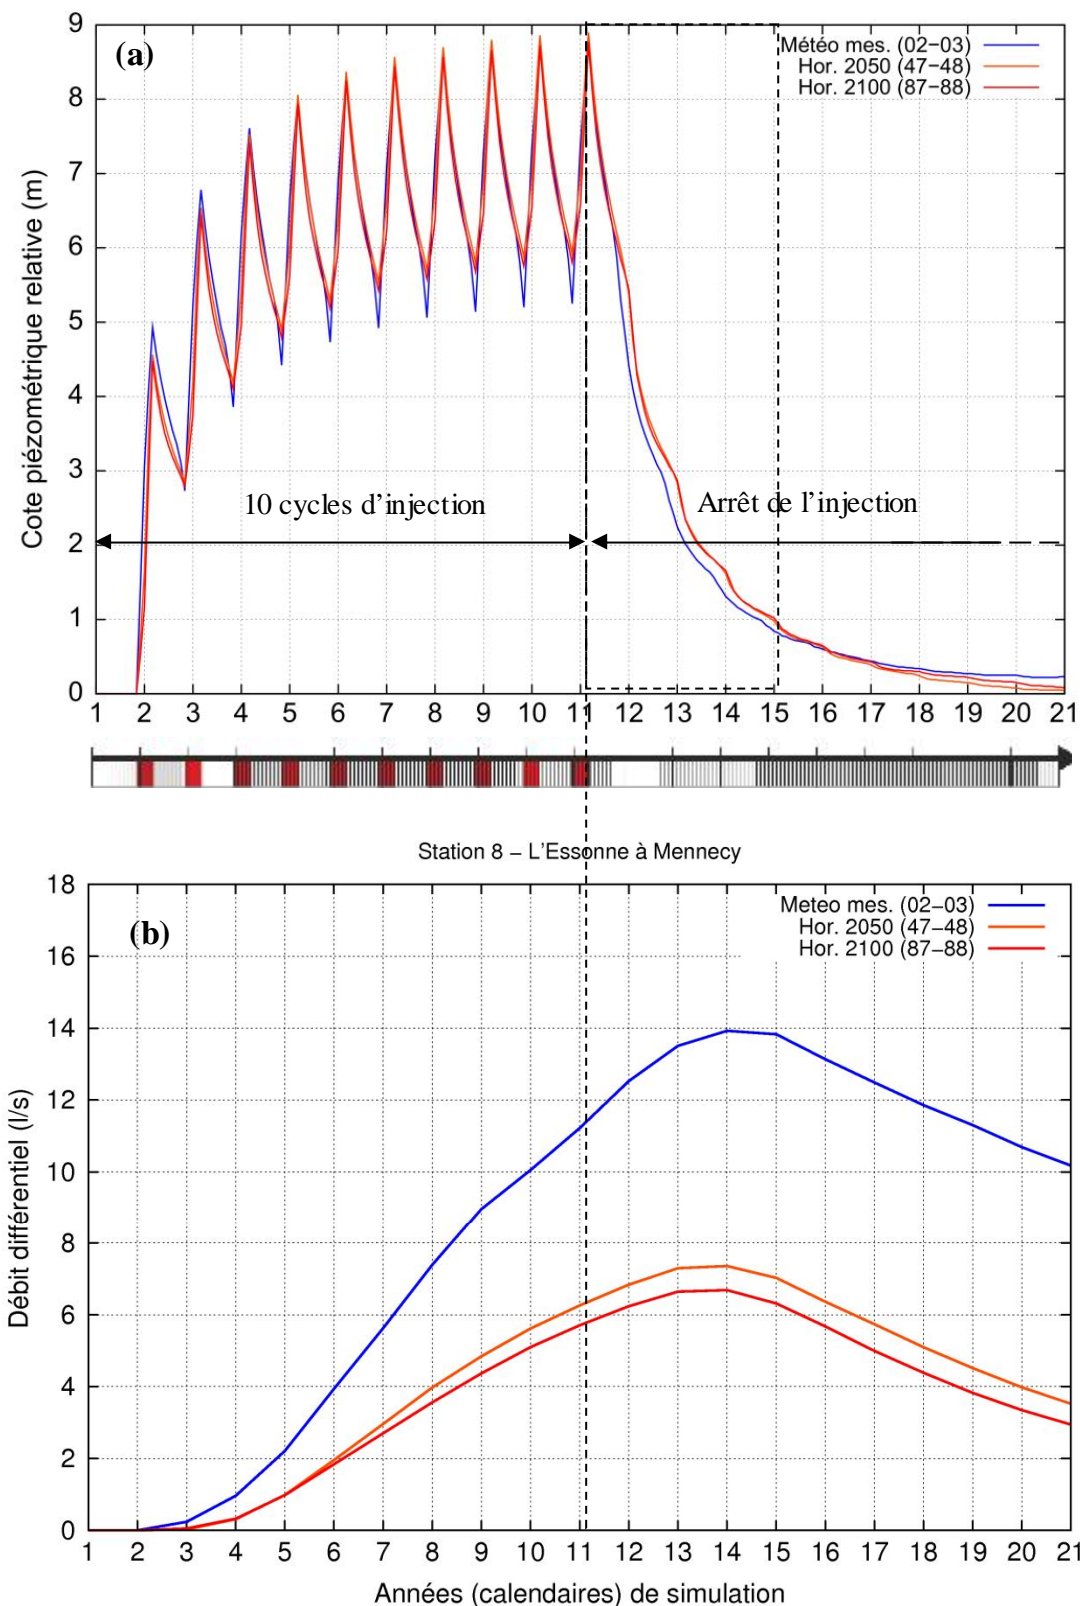 (a)
Météo mes. (02–03)
Hor. 2050 (47–48)
Hor. 2100 (87–88)
Cote piézométrique relative (m)
9
8
7
6
5
4
3
2
1
0
10 cycles d’injection
Arrêt de l’injection
1 2 3 4 5 6 7 8 9 10 11 12 13 14 15 16 17 18 19 20 21
Station 8 – L'Essonne à Mennecy
(b)
Meteo mes. (02–03)
Hor. 2050 (47–48)
Hor. 2100 (87–88)
Débit différentiel (l/s)
18
16
14
12
10
8
6
4
2
0
1 2 3 4 5 6 7 8 9 10 11 12 13 14 15 16 17 18 19 20 21
Années (calendaires) de simulation